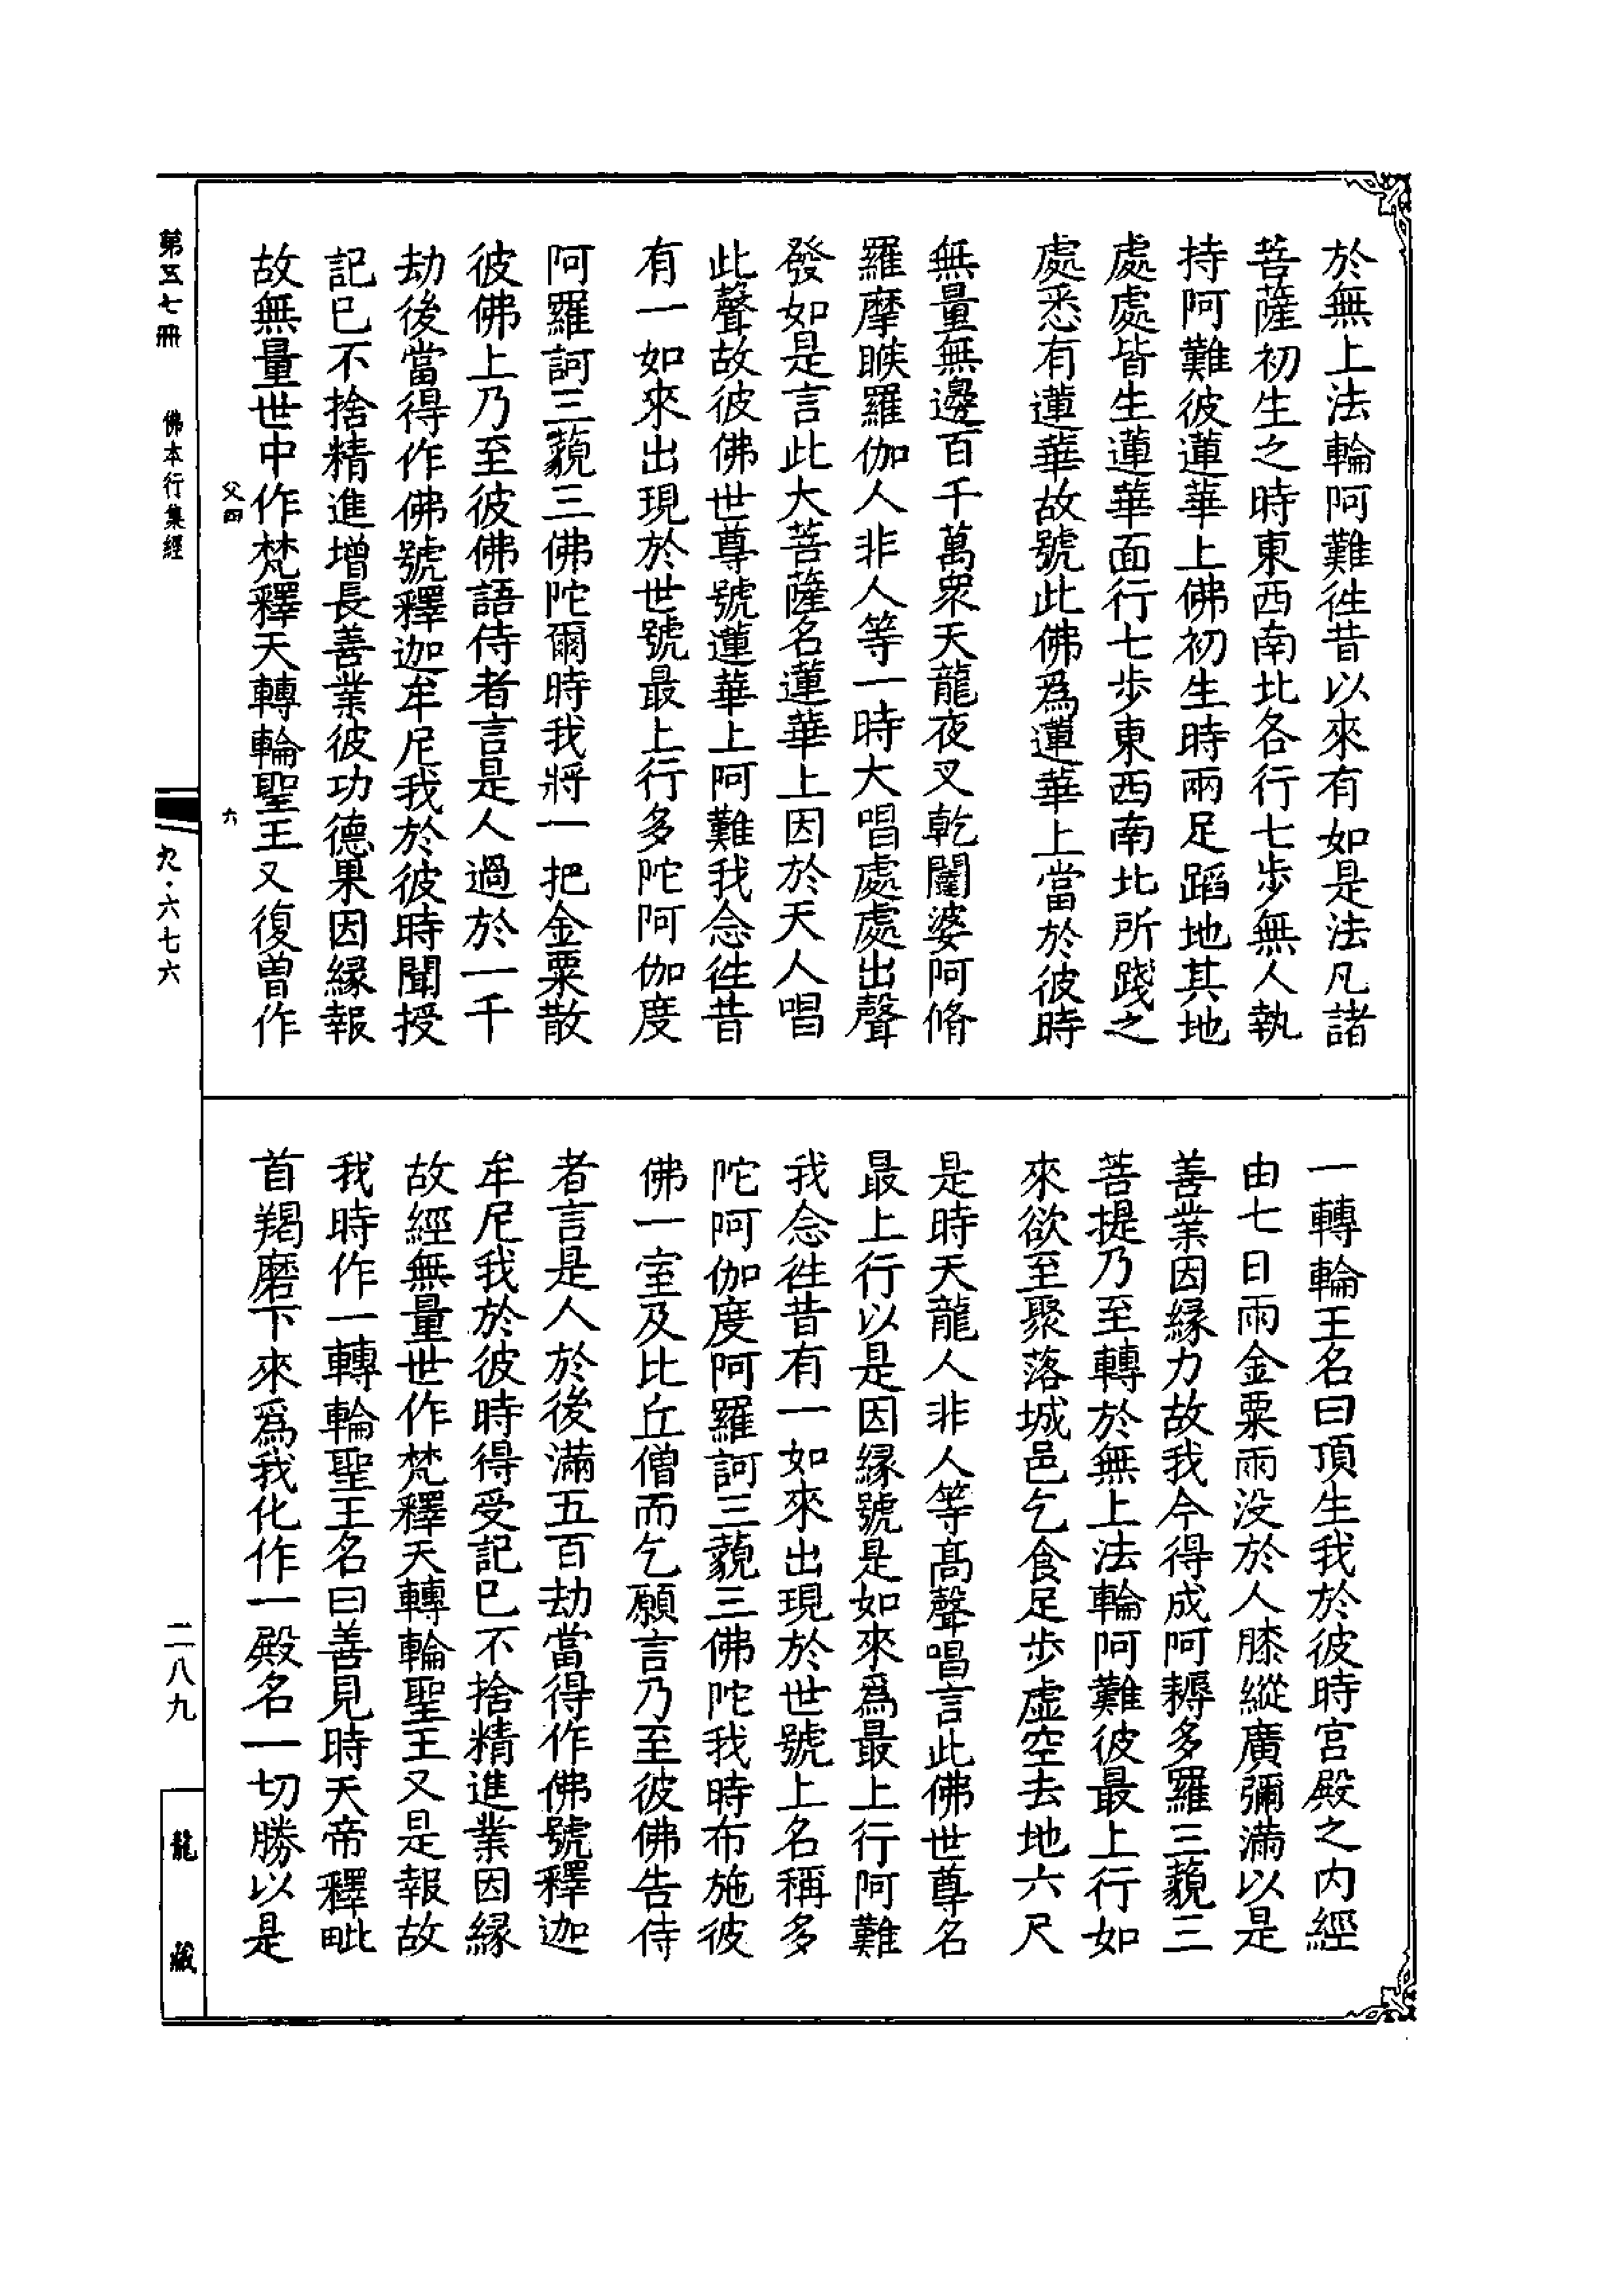 於無上法輪阿難徃昔以來有如是法凡諸
菩薩初生之時東西南北各行七步無人執
持阿難彼蓮華上佛初生時兩足蹈地其地
處處皆生蓮華面行七步東西南北所踐之
處悉有蓮華故號此佛爲蓮華上當於彼時
無量無邊百千萬衆天龍夜叉乾闥婆阿脩
羅摩睺羅伽人非人等一時大唱處處出聲
發如是言此大菩薩名蓮華上因於天人唱
此聲故彼佛世尊號蓮華上阿難我念徃昔
有一如來出現於世號最上行多陀阿伽度
阿羅訶三藐三佛陀爾時我將一把金粟散
彼佛上乃至彼佛語侍者言是人過於一千
劫後當得作佛號釋迦牟尼我於彼時聞授
記已不捨精進增長善業彼功德果因緣報
故無量世中作梵釋天轉輪聖王又復曾作
父四 六
一轉輪王名曰頂生我於彼時宮殿之内經
由七日雨金粟雨没於人膝縱廣彌滿以是
善業因緣力故我今得成阿耨多羅三藐三
菩提乃至轉於無上法輪阿難彼最上行如
來欲至聚落城邑乞食足步虛空去地六尺
是時天龍人非人等高聲唱言此佛世尊名
最上行以是因緣號是如來爲最上行阿難
我念徃昔有一如來出現於世號上名稱多
陀阿伽度阿羅訶三藐三佛陀我時布施彼
佛一室及比丘僧而乞願言乃至彼佛告侍
者言是人於後滿五百劫當得作佛號釋迦
牟尼我於彼時得受記已不捨精進業因緣
故經無量世作梵釋天轉輪聖王又是報故
我時作一轉輪聖王名曰善見時天帝釋毗
首羯磨下來爲我化作一殿名一切勝以是
第五七冊 佛本行集經 九·六七六 二八九 龍藏